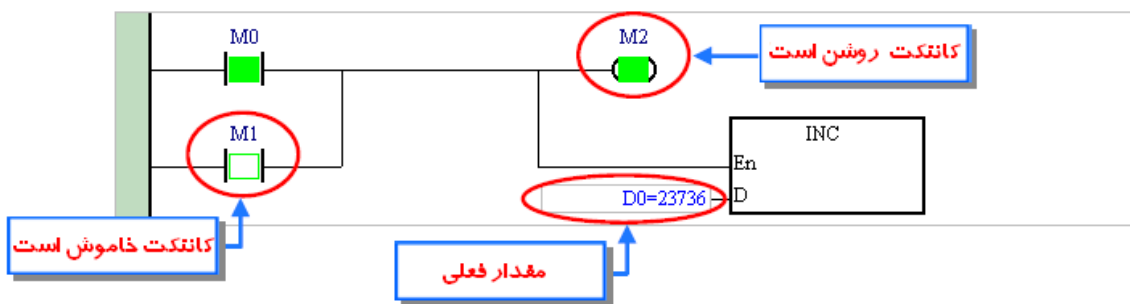 M0
M2
کانتکت روشن است
M1
INC
En
D0=23736
D
کانتکت خاموش است
مقدار فعلی